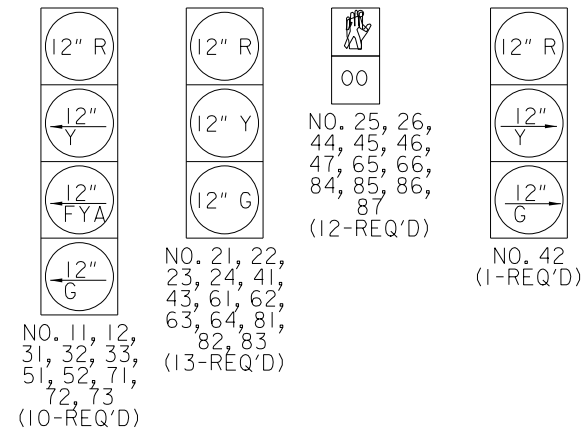 12" R
12"
Y
12"
FYA
12"
G
NO. 11, 12,
31, 32, 33,
51, 52, 71,
72, 73
(10-REQ'D)
12" R
12" Y
12" G
NO. 21, 22,
23, 24, 41,
43, 61, 62,
63, 64, 81,
82, 83
(13-REQ'D)
00
NO. 25, 26,
44, 45, 46,
47, 65, 66,
84, 85, 86,
87
(12-REQ'D)
12" R
12"
Y
12"
G
NO. 42
(1-REQ'D)